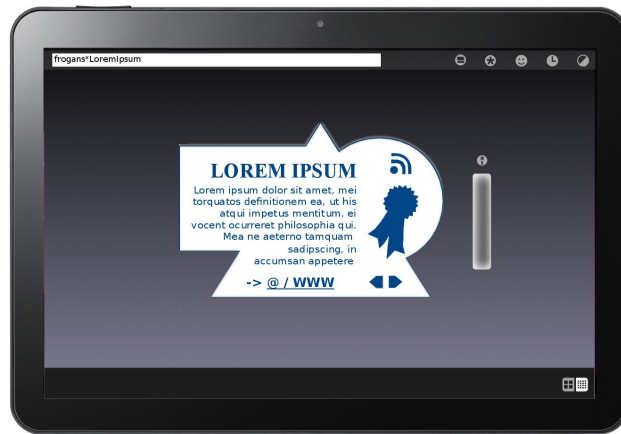 frogans*LoremIpsum
LOREM IPSUM
Lorem ipsum dolor sit amet, mei
torquatos definitionem ea, ut his
atqui impetus mentitum, ei
vocent ocurreret philosophia qui.
Mea ne aeterno tamquam
sadipscing, in
accumsan appetere
-> @ / WWW